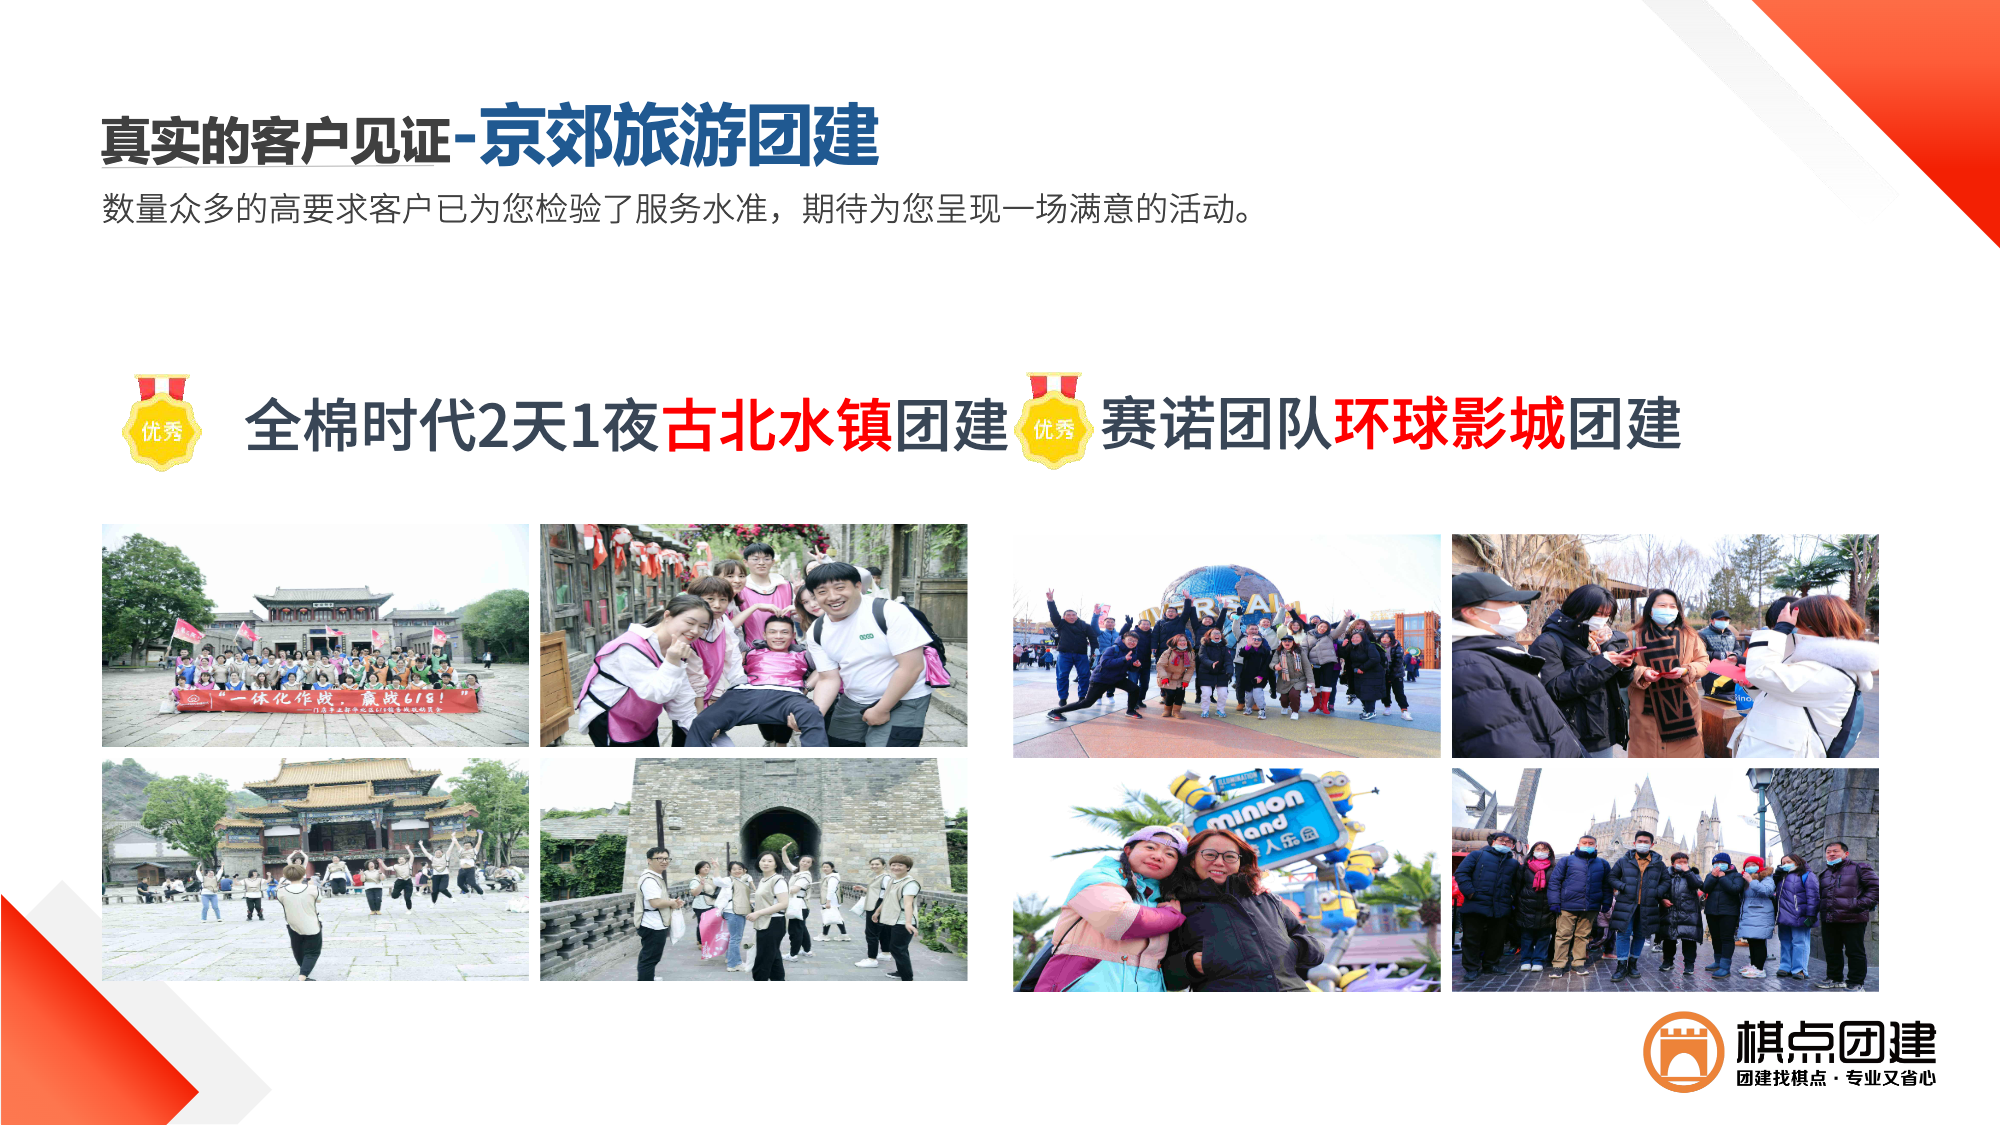 真实的客户见证-京郊旅游团建
数量众多的高要求客户已为您检验了服务水准，期待为您呈现一场满意的活动。
优秀
全棉时代2天1夜古北水镇团建
优秀
赛诺团队环球影城团建
“一体化作战，赢战618！”
MINION
Land
人乐园
棋点团建
团建找棋点·专业又省心